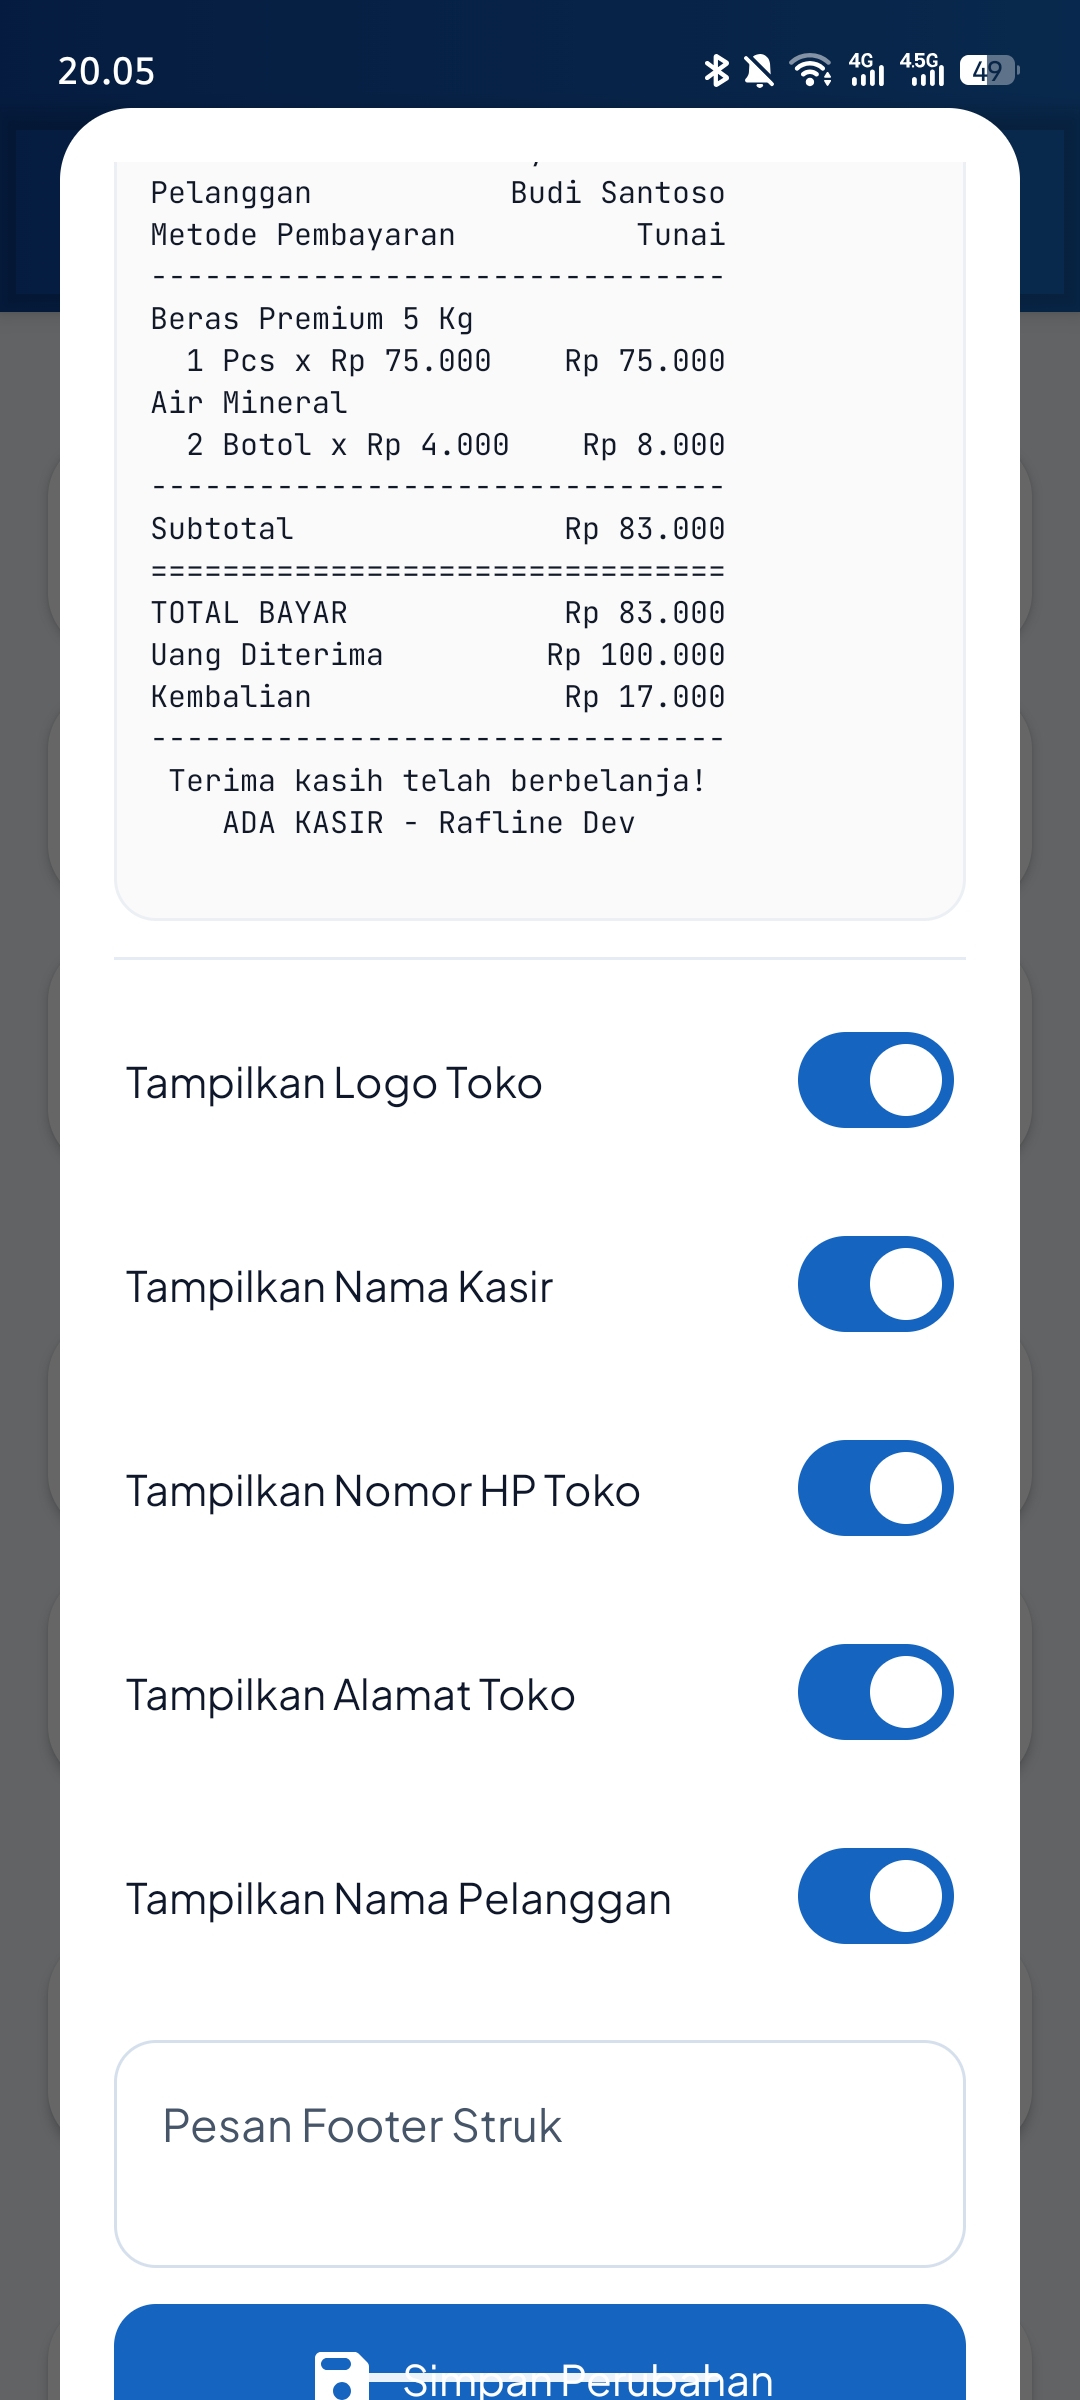 20.05
4G
4.5G
49
Pelanggan Budi Santoso
Metode Pembayaran Tunai
--------------------------------
Beras Premium 5 Kg
1 Pcs x Rp 75.000 Rp 75.000
Air Mineral
2 Botol x Rp 4.000 Rp 8.000
--------------------------------
Subtotal Rp 83.000
================================
TOTAL BAYAR Rp 83.000
Uang Diterima Rp 100.000
Kembalian Rp 17.000
--------------------------------
Terima kasih telah berbelanja!
ADA KASIR - Rafline Dev
Tampilkan Logo Toko
Tampilkan Nama Kasir
Tampilkan Nomor HP Toko
Tampilkan Alamat Toko
Tampilkan Nama Pelanggan
Pesan Footer Struk
Simpan Perubahan